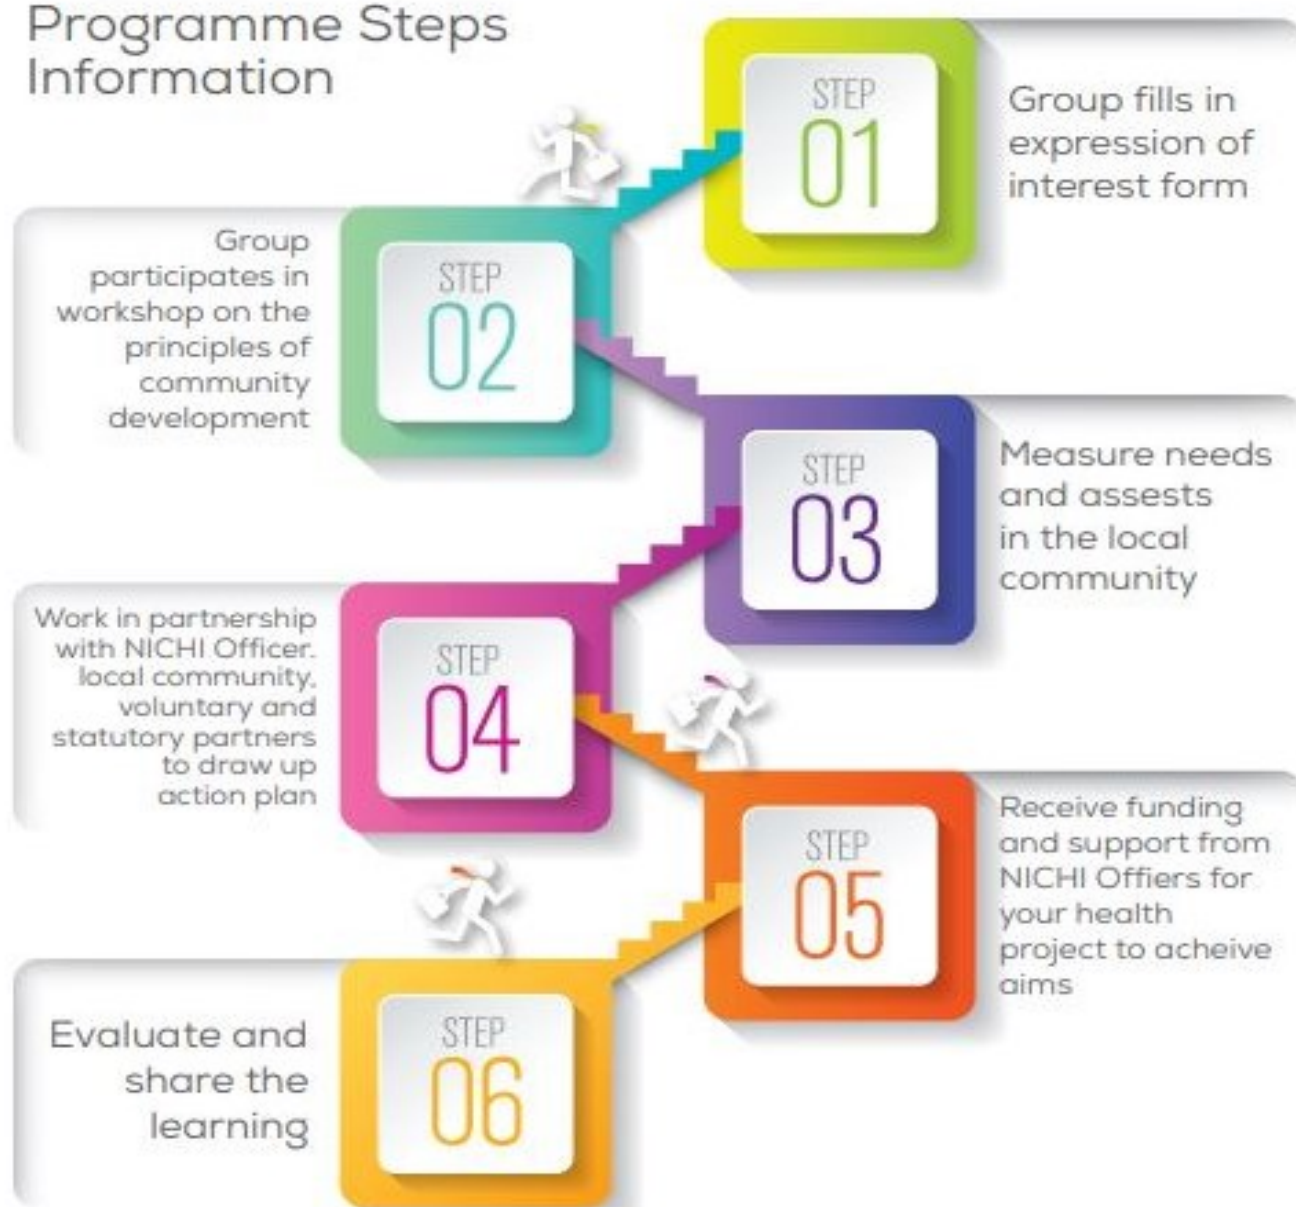 Programme Steps
Information
STEP
01
Group fills in
expression of
interest form
Group
participates in
workshop on the
principles of
community
development
STEP
02
STEP
03
Measure needs
and assests
in the local
community
Work in partnership
with NICHI Officer.
local community,
voluntary and
statutory partners
to draw up
action plan
STEP
04
STEP
05
Receive funding
and support from
NICHI Offiers for
your health
project to acheive
aims
Evaluate and
share the
learning
STEP
06